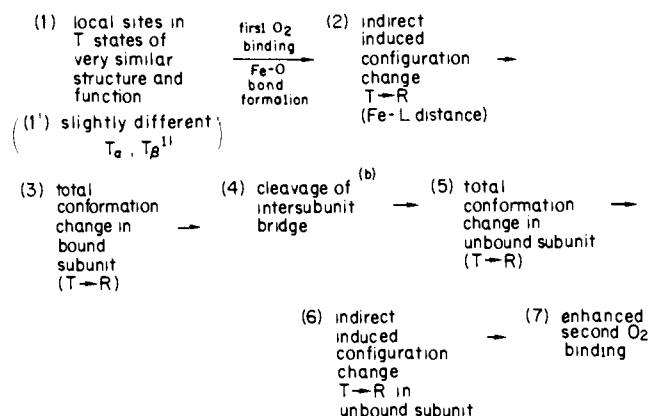 (1) local sites in
T states of
very similar
structure and
function
first O2
binding
Fe-O
bond
formation
(2) indirect
induced
configuration
change
T→R
(Fe-L distance)
(1') slightly different
Tα, Tβ 1)
(3) total
conformation
change in
bound
subunit
(T→R)
(4) cleavage of (b)
intersubunit
bridge
(5) total
conformation
change in
unbound subunit
(T→R)
(6) indirect
induced
configuration
change
T→R in
unbound subunit
(7) enhanced
second O2
binding